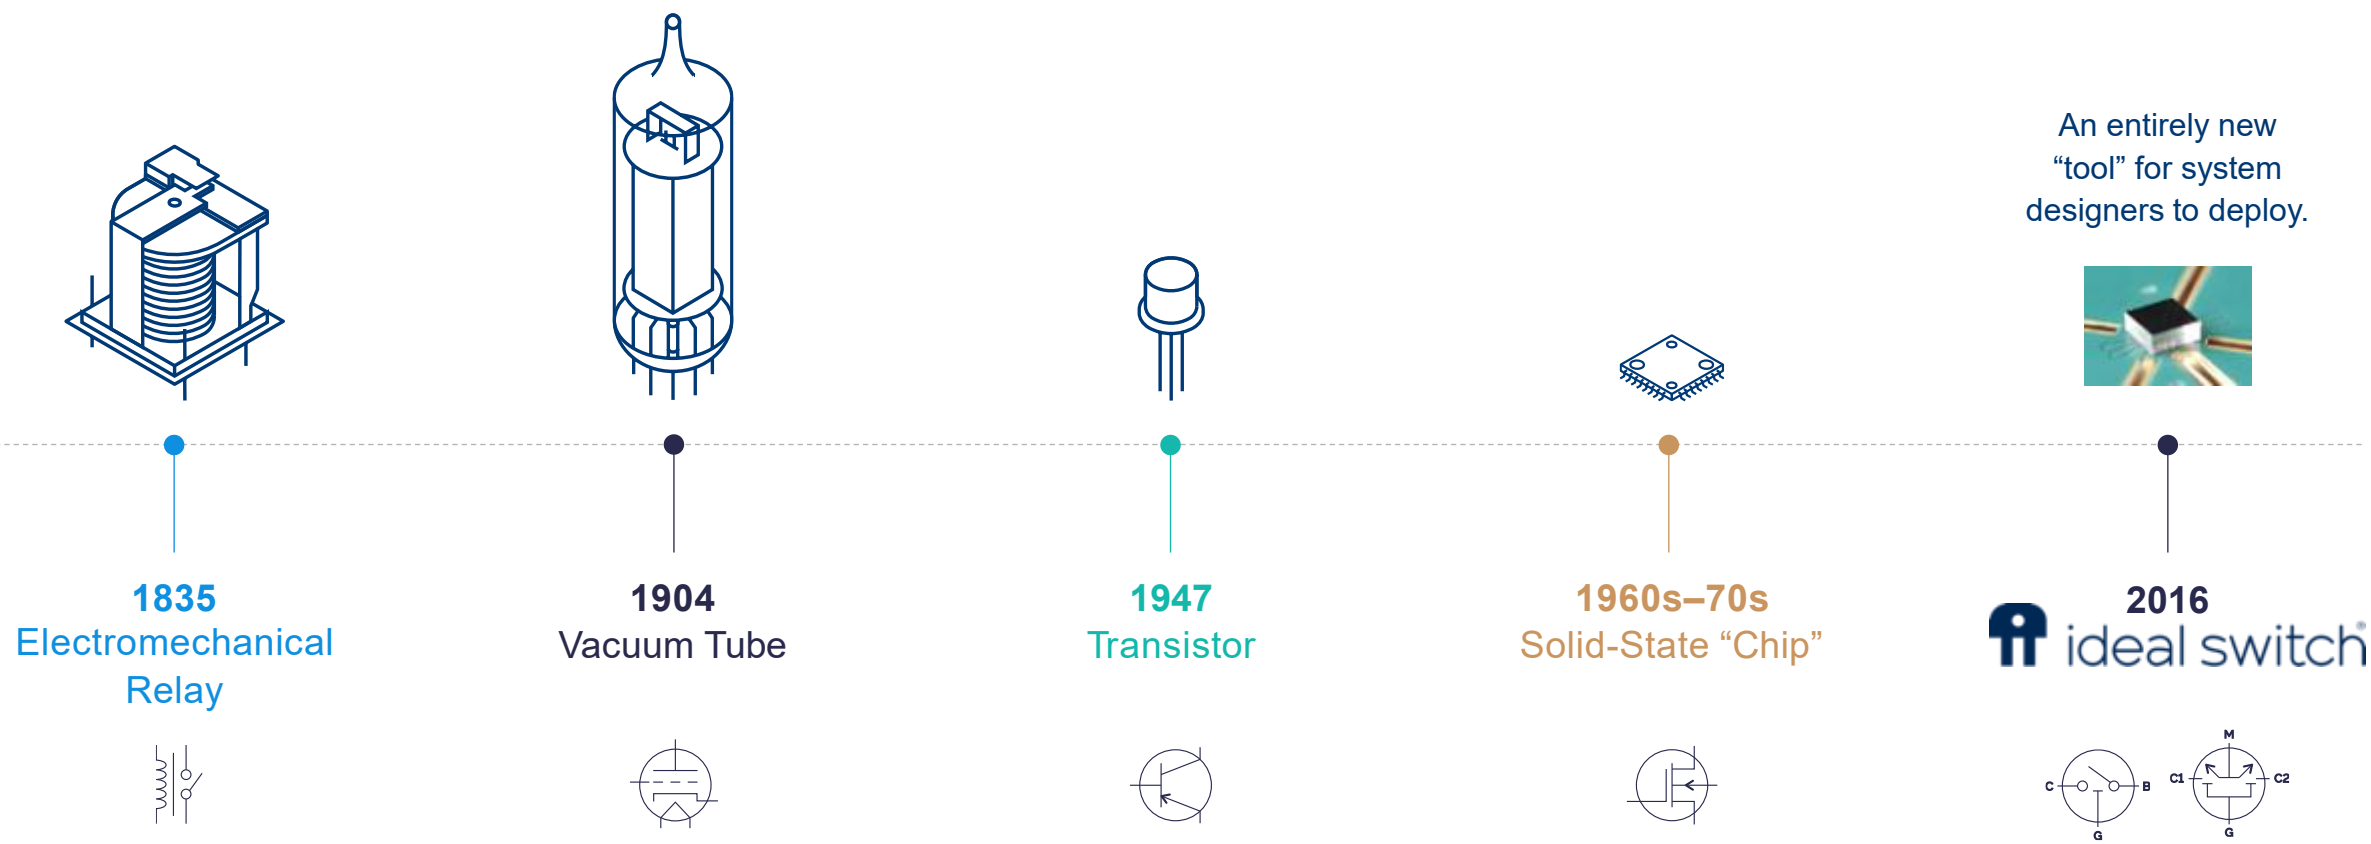 An entirely new
“tool” for system
designers to deploy.
1835
Electromechanical
Relay
1904
Vacuum Tube
1947
Transistor
1960s–70s
Solid-State “Chip”
2016
ideal switch®
C
B
G
M
C1
C2
G